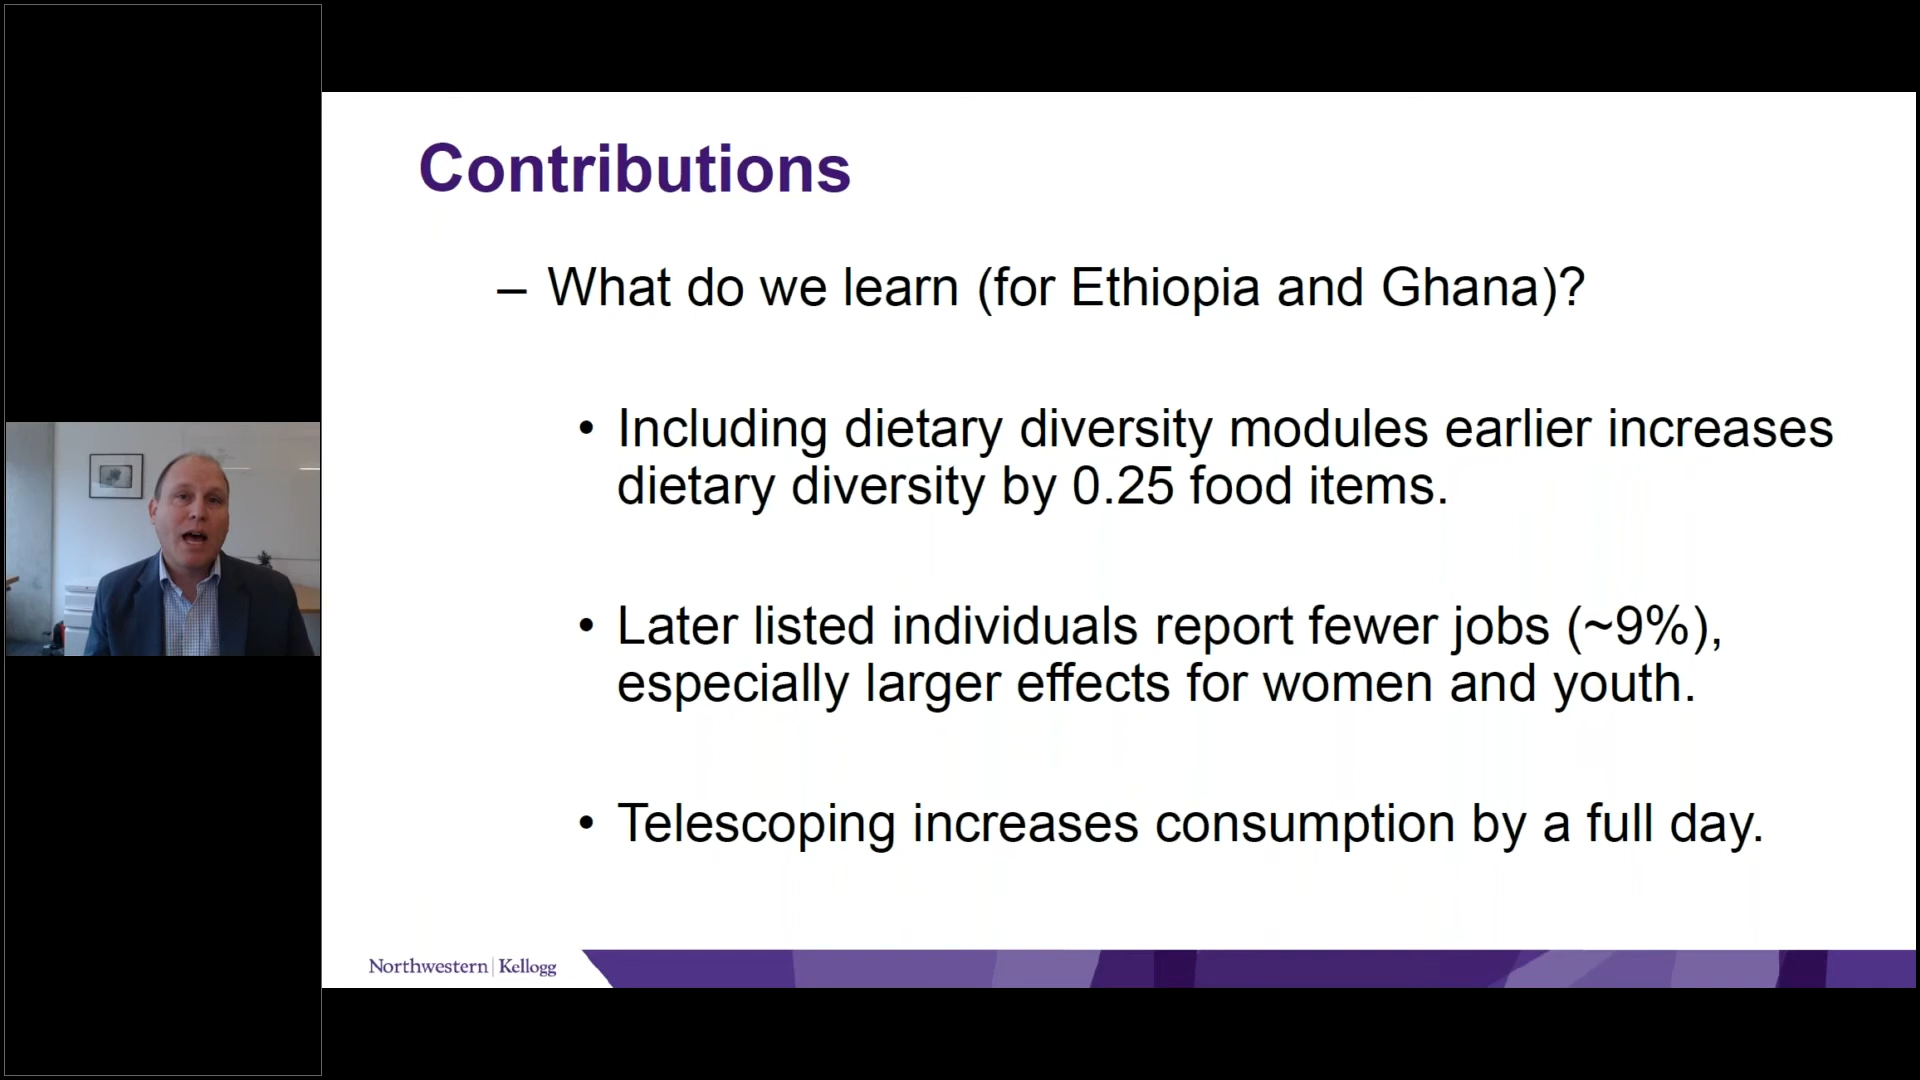 Contributions
– What do we learn (for Ethiopia and Ghana)?
• Including dietary diversity modules earlier increases
dietary diversity by 0.25 food items.
• Later listed individuals report fewer jobs (~9%),
especially larger effects for women and youth.
• Telescoping increases consumption by a full day.
Northwestern | Kellogg